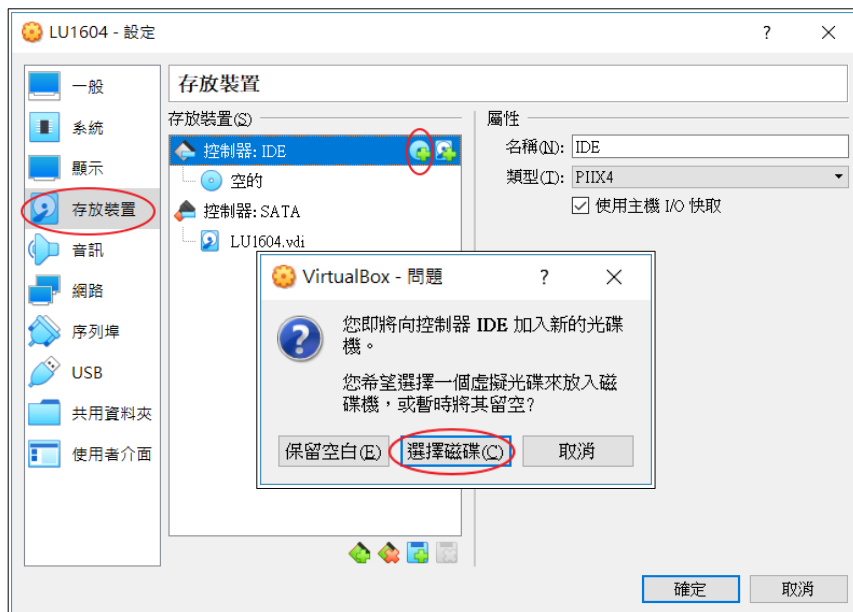 LU1604 - 設定
?
一般
系統
顯示
存放裝置
音訊
網路
序列埠
USB
共用資料夾
使用者介面
存放裝置
存放裝置(S)
控制器: IDE
空的
控制器: SATA
LU1604.vdi
屬性
名稱(N): IDE
類型(T): PIIX4
使用主機 I/O 快取
VirtualBox - 問題
?
您即將向控制器 IDE 加入新的光碟
機。
您希望選擇一個虛擬光碟來放入磁
碟機，或暫時將其留空?
保留空白(E)
選擇磁碟(C)
取消
確定
取消